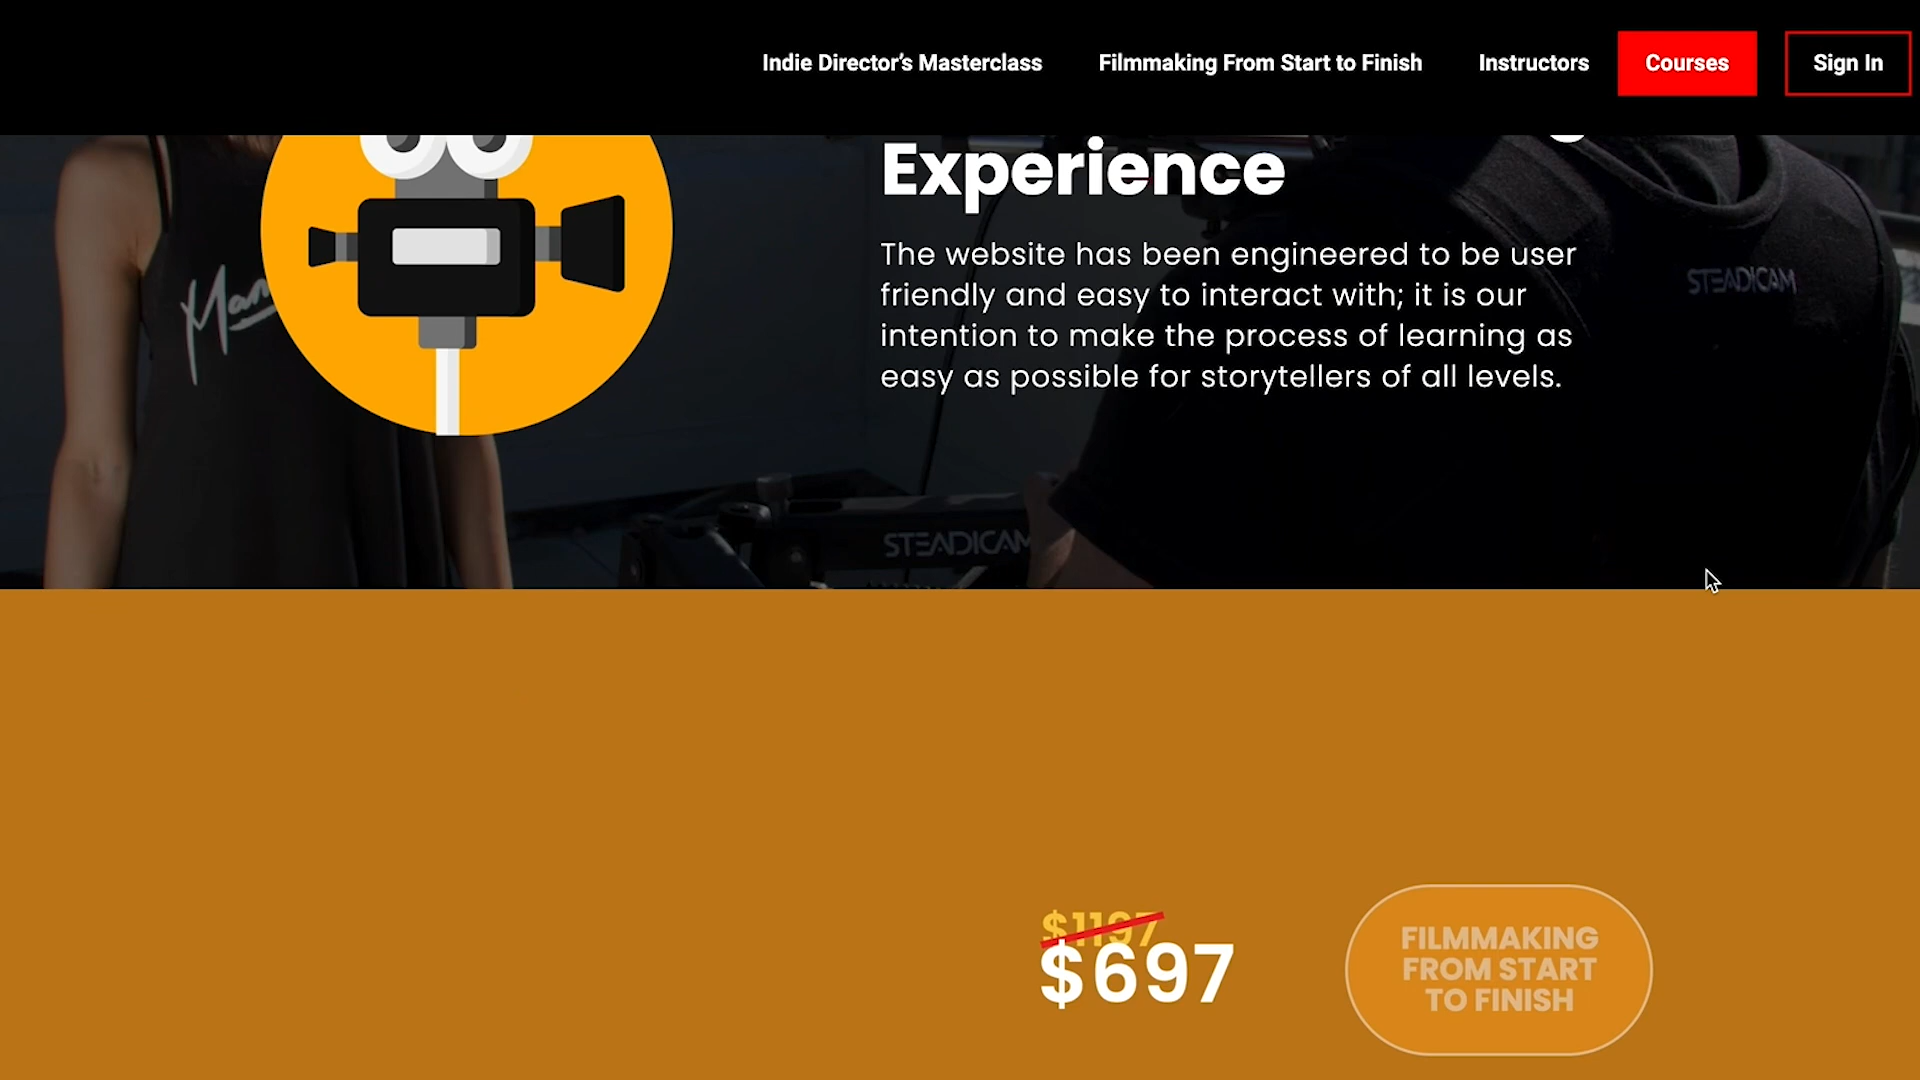 Indie Director's Masterclass
Filmmaking From Start to Finish
Instructors
Courses
Sign In
Experience
The website has been engineered to be user
friendly and easy to interact with; it is our
intention to make the process of learning as
easy as possible for storytellers of all levels.
STEADICAM
STEADICAM
$1197
$697
FILMMAKING
FROM START
TO FINISH